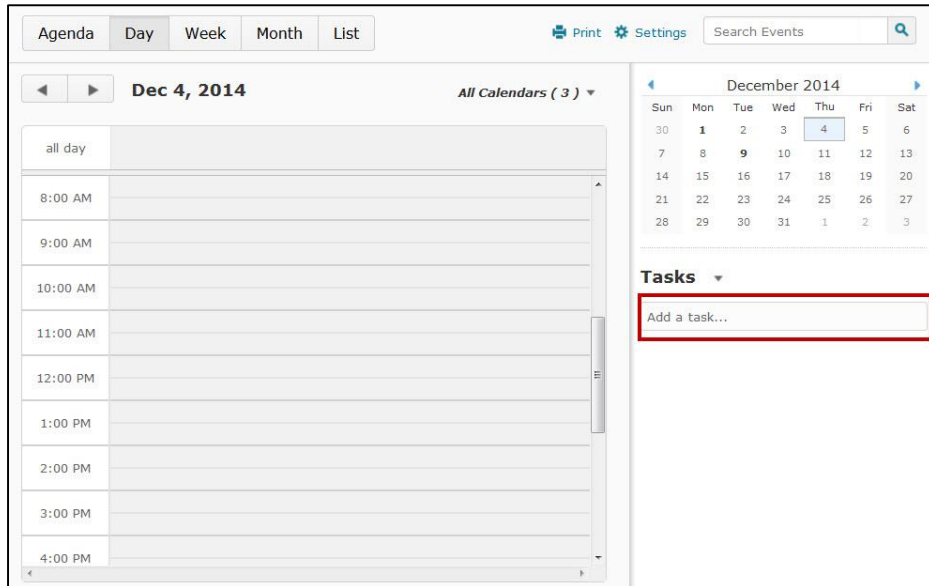 Agenda Day Week Month List Print Settings Search Events
Dec 4, 2014 All Calendars ( 3 )
all day
8:00 AM
9:00 AM
10:00 AM
11:00 AM
12:00 PM
1:00 PM
2:00 PM
3:00 PM
4:00 PM
December 2014
Sun Mon Tue Wed Thu Fri Sat
30 1 2 3 4 5 6
7 8 9 10 11 12 13
14 15 16 17 18 19 20
21 22 23 24 25 26 27
28 29 30 31 1 2 3
Tasks
Add a task...